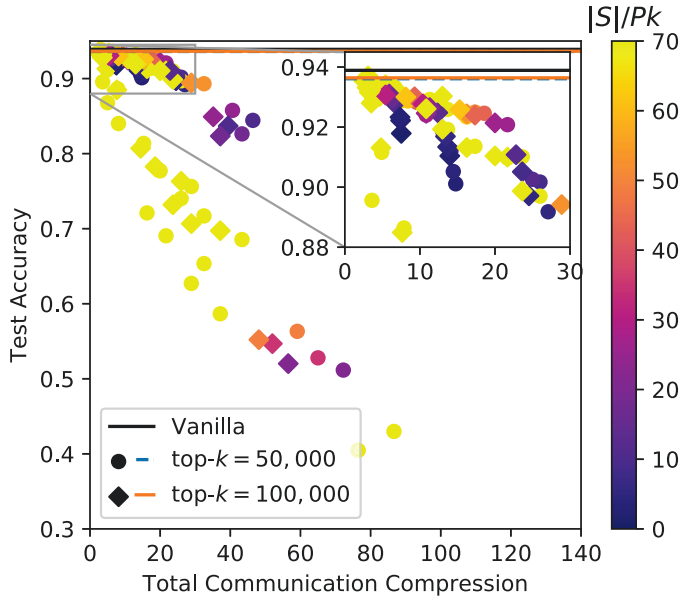 |S|/Pk
0.9
0.8
0.7
0.6
0.5
0.4
0.3
Test Accuracy
0 20 40 60 80 100 120 140
Total Communication Compression
0.94
0.92
0.90
0.88
0 10 20 30
Vanilla
top-k = 50,000
top-k = 100,000
70
60
50
40
30
20
10
0